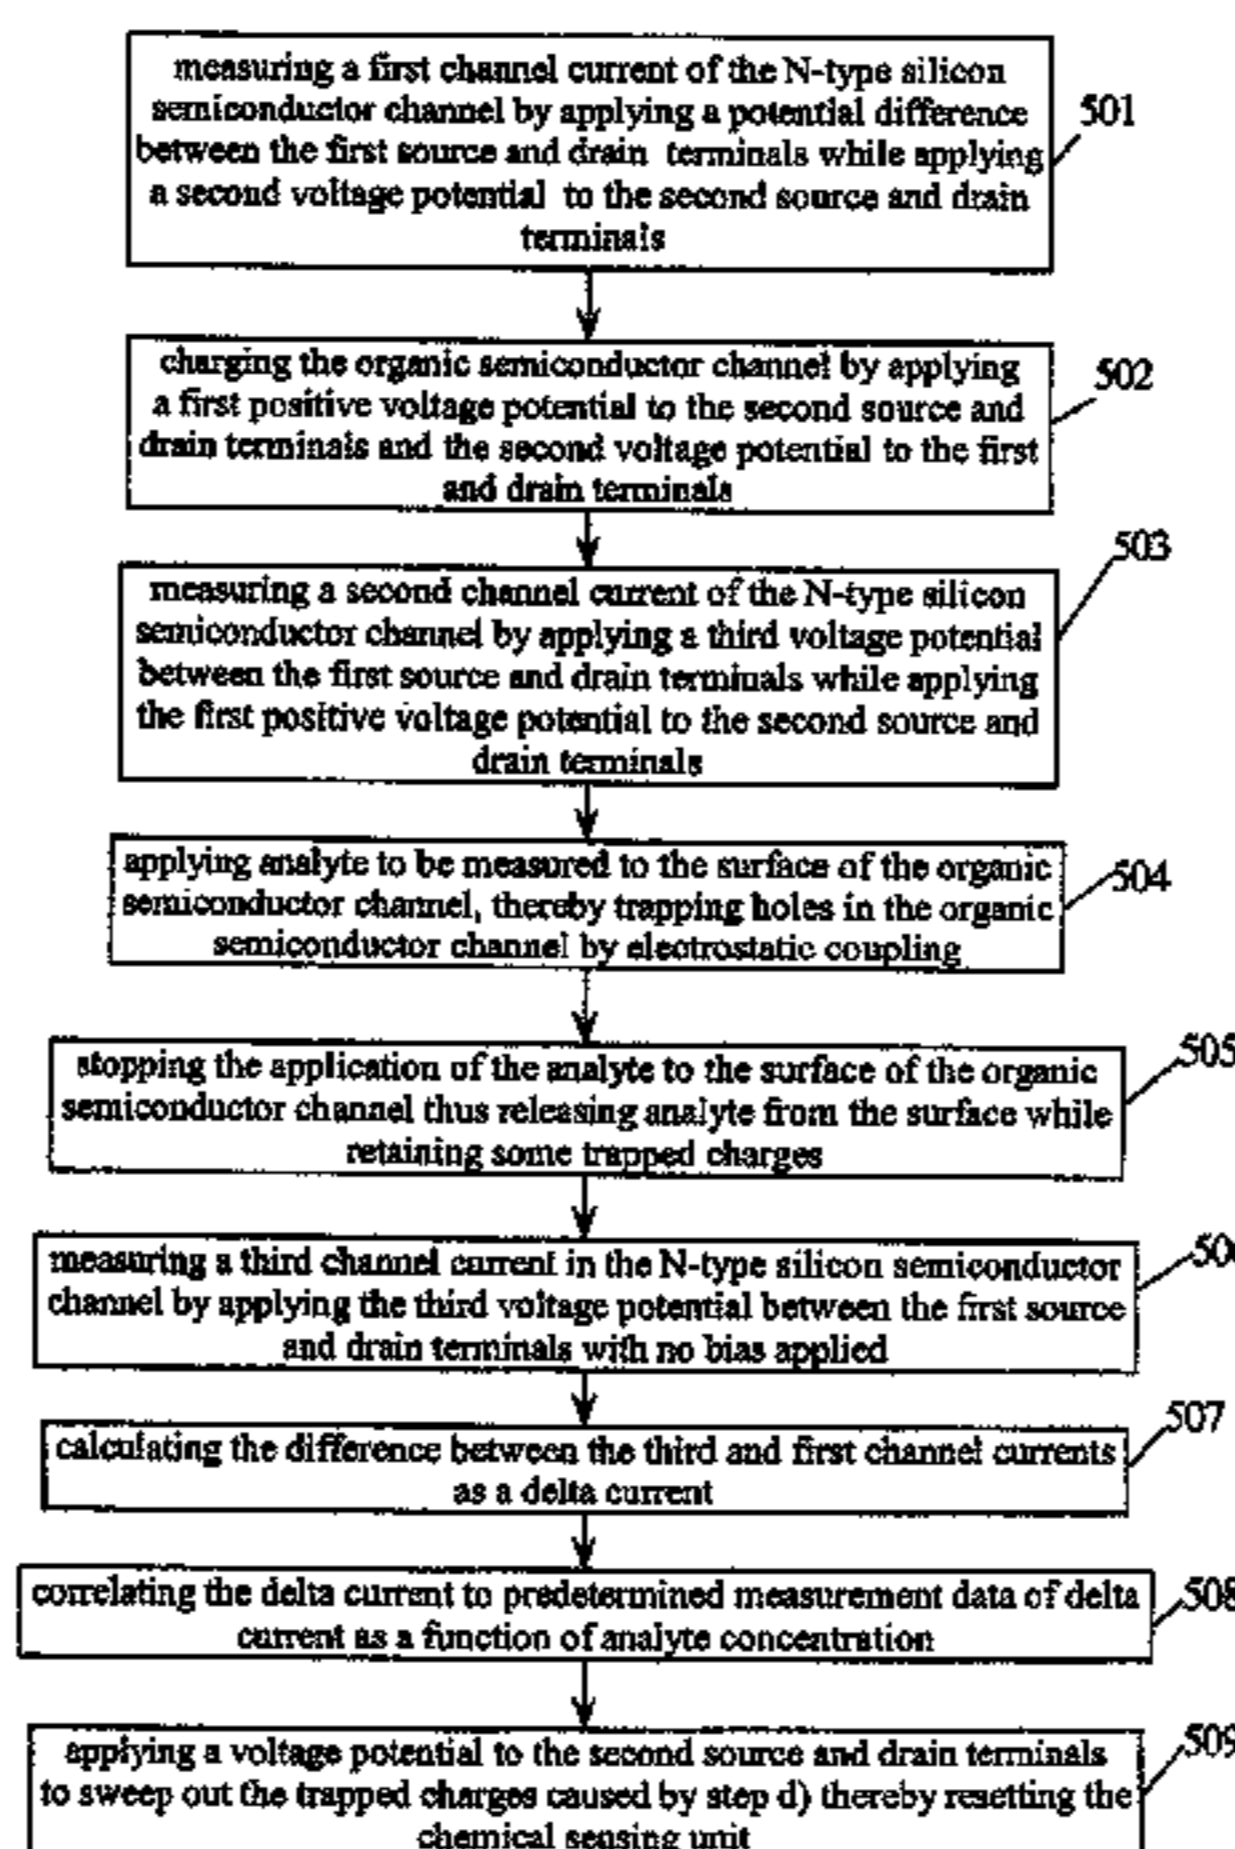 measuring a first channel current of the N-type silicon
semiconductor channel by applying a potential difference
between the first source and drain terminals while applying
a second voltage potential to the second source and drain
terminals
501
charging the organic semiconductor channel by applying
a first positive voltage potential to the second source and
drain terminals and the second voltage potential to the first
and drain terminals
502
measuring a second channel current of the N-type silicon
semiconductor channel by applying a third voltage potential
between the first source and drain terminals while applying
the first positive voltage potential to the second source and
drain terminals
503
applying analyte to be measured to the surface of the organic
semiconductor channel, thereby trapping holes in the organic
semiconductor channel by electrostatic coupling
504
stopping the application of the analyte to the surface of the organic
semiconductor channel thus releasing analyte from the surface while
retaining some trapped charges
505
measuring a third channel current in the N-type silicon semiconductor
channel by applying the third voltage potential between the first source
and drain terminals with no bias applied
506
calculating the difference between the third and first channel currents
as a delta current
507
correlating the delta current to predetermined measurement data of delta
current as a function of analyte concentration
508
applying a voltage potential to the second source and drain terminals
to sweep out the trapped charges caused by step d) thereby resetting the
chemical sensing unit
509